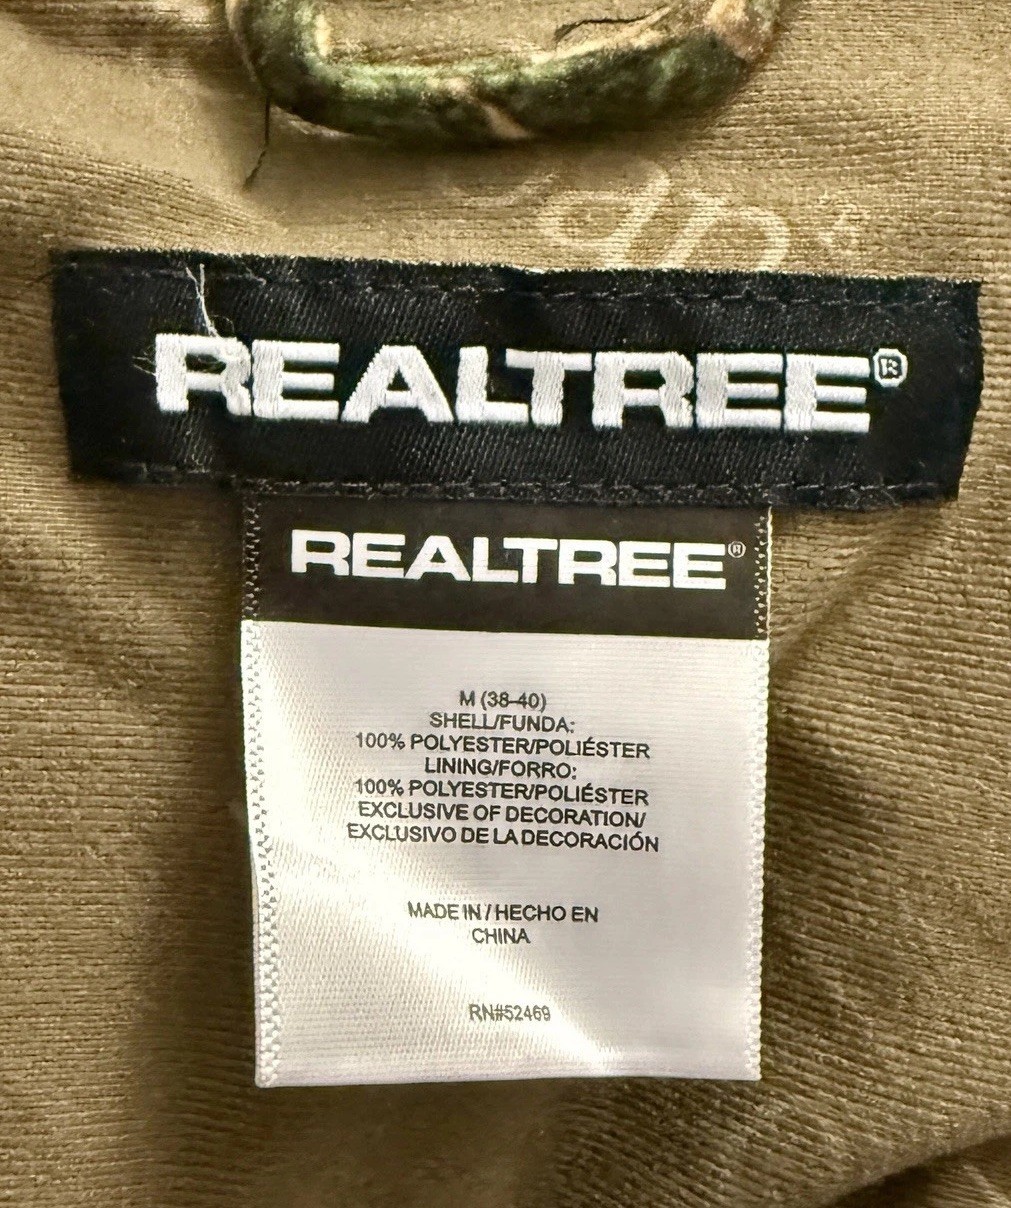 REALTREE®
REALTREE®
M (38-40)
SHELL/FUNDA:
100% POLYESTER/POLIÉSTER
LINING/FORRO:
100% POLYESTER/POLIÉSTER
EXCLUSIVE OF DECORATION/
EXCLUSIVO DE LA DECORACIÓN
MADE IN / HECHO EN
CHINA
RN#52469